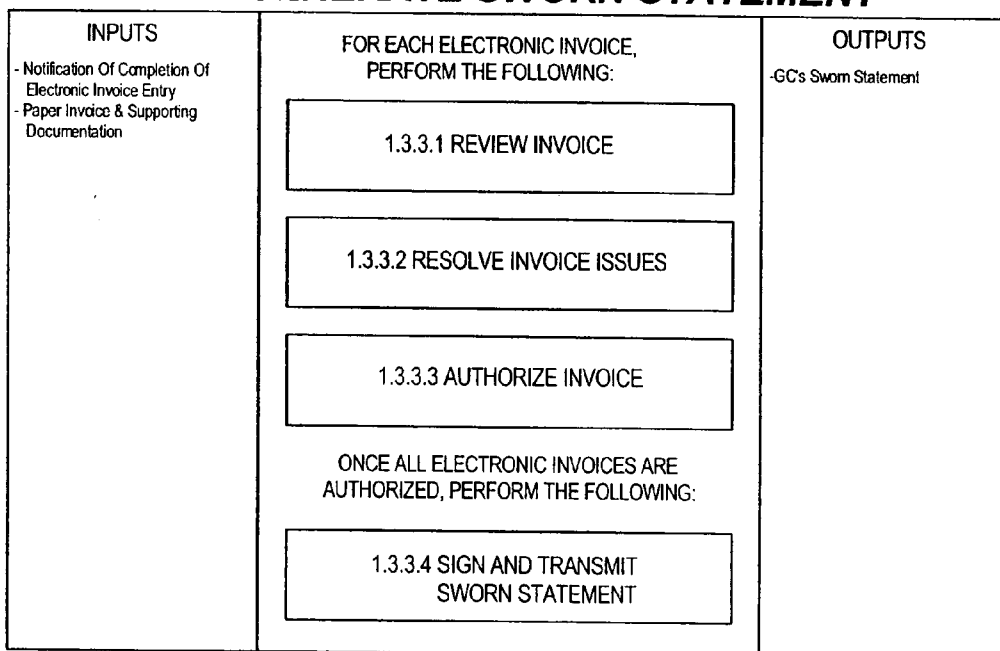 SWORN STATEMENT
INPUTS
- Notification Of Completion Of
Electronic Invoice Entry
- Paper Invoice & Supporting
Documentation
FOR EACH ELECTRONIC INVOICE,
PERFORM THE FOLLOWING:
1.3.3.1 REVIEW INVOICE
1.3.3.2 RESOLVE INVOICE ISSUES
1.3.3.3 AUTHORIZE INVOICE
ONCE ALL ELECTRONIC INVOICES ARE
AUTHORIZED, PERFORM THE FOLLOWING:
1.3.3.4 SIGN AND TRANSMIT
SWORN STATEMENT
OUTPUTS
-GC's Sworn Statement